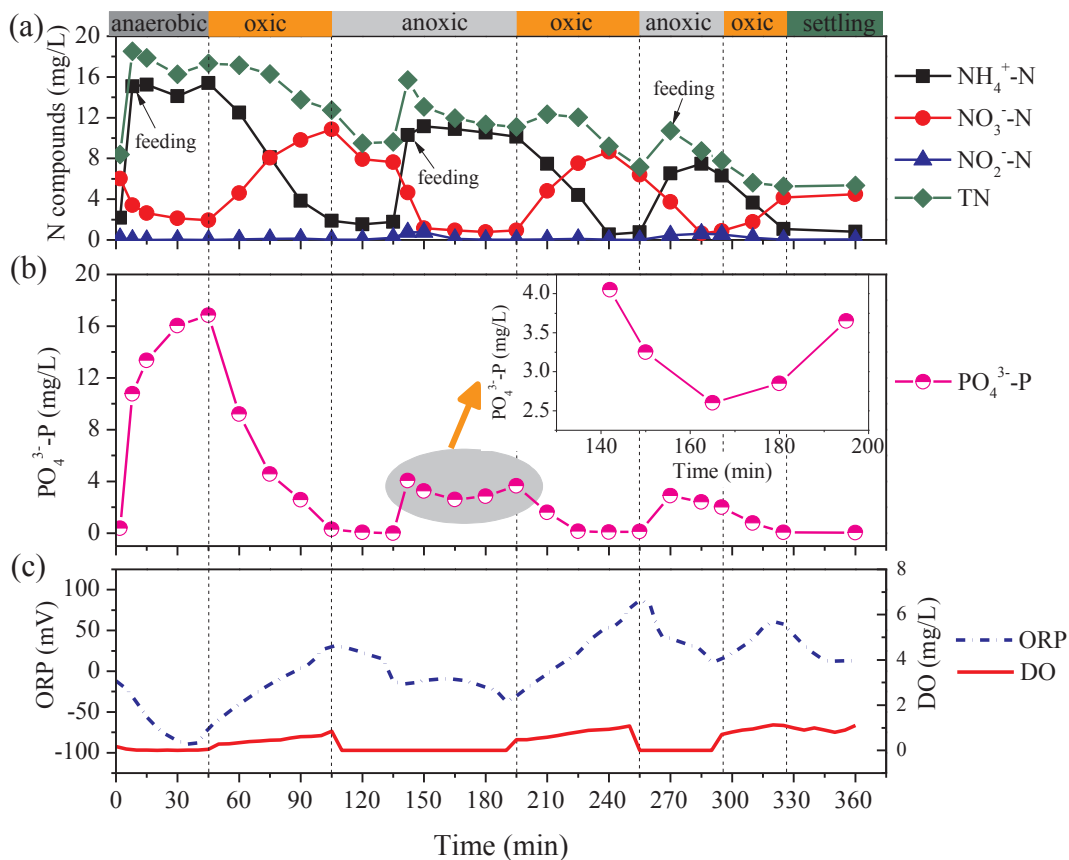 (a)
anaerobic oxic anoxic oxic anoxic oxic settling
N compounds (mg/L)
20
16
12
8
4
0
feeding
feeding
feeding
NH₄⁺-N
NO₃⁻-N
NO₂⁻-N
TN
(b)
PO₄³⁻-P (mg/L)
20
16
12
8
4
0
PO₄³⁻-P (mg/L)
4.0
3.5
3.0
2.5
140 160 180 200
Time (min)
PO₄³⁻-P
(c)
ORP (mV)
100
50
0
-50
-100
8
6
4
2
0
DO (mg/L)
ORP
DO
0 30 60 90 120 150 180 210 240 270 300 330 360
Time (min)